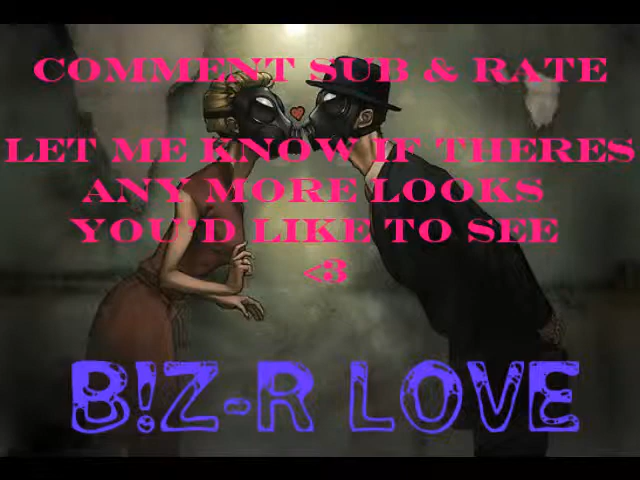 COMMENT SUB & RATE
LET ME KNOW IF THERES
ANY MORE LOOKS
YOU'D LIKE TO SEE
<3
B!Z-R LOVE